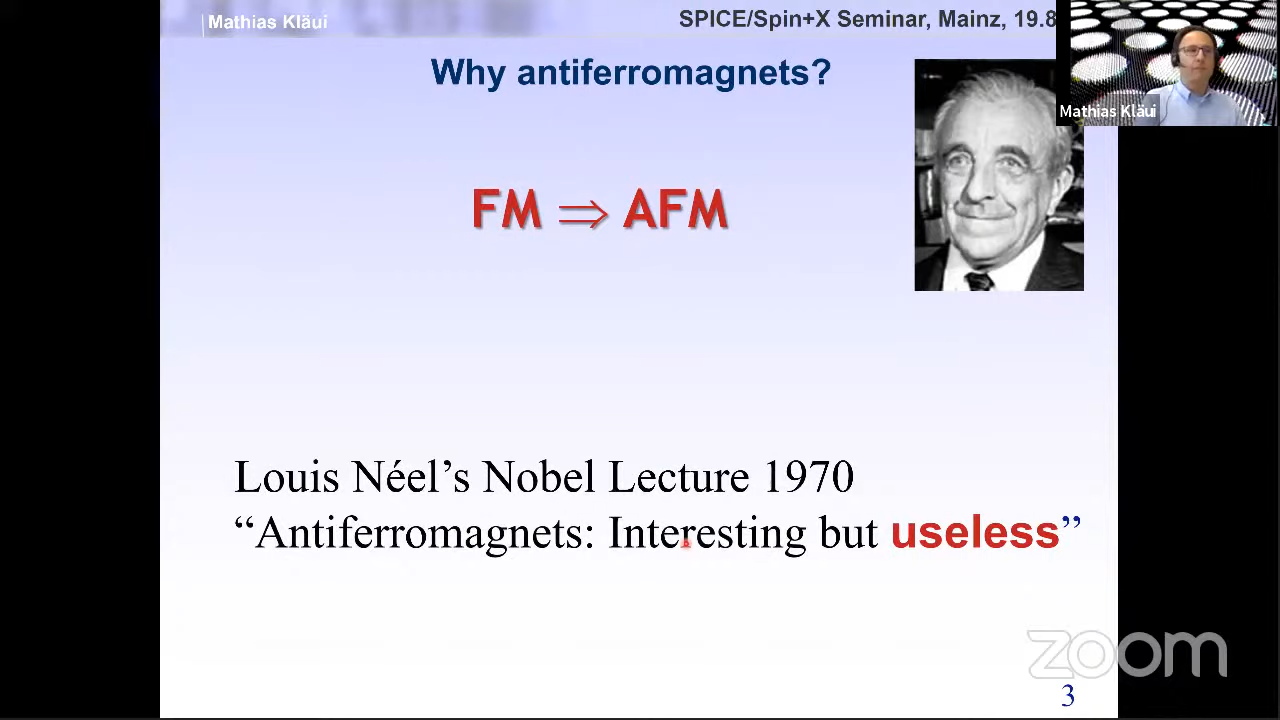 Mathias Kläui
SPICE/Spin+X Seminar, Mainz, 19.8
Mathias Kläui
Why antiferromagnets?
FM ⇒ AFM
Louis Néel’s Nobel Lecture 1970
“Antiferromagnets: Interesting but useless”
zoom
3